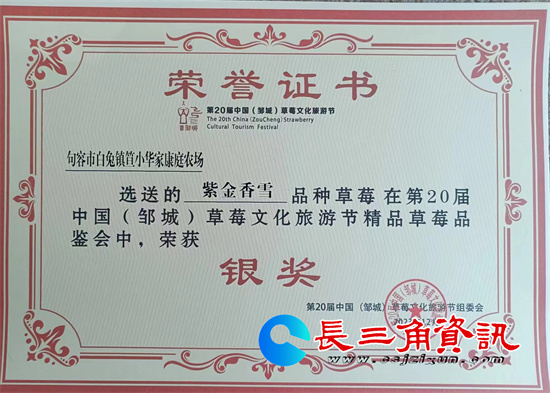 荣誉证书
第20届中国（邹城）草莓文化旅游节
The 20th China (ZouCheng) Strawberry
Cultural Tourism Festival
句容市白兔镇笪小华家康庭农场
选送的 紫金香雪 品种草莓在第20届
中国（邹城）草莓文化旅游节精品草莓品
鉴会中，荣获
银奖
第20届中国（邹城）草莓文化旅游节组委会
長三角資訊